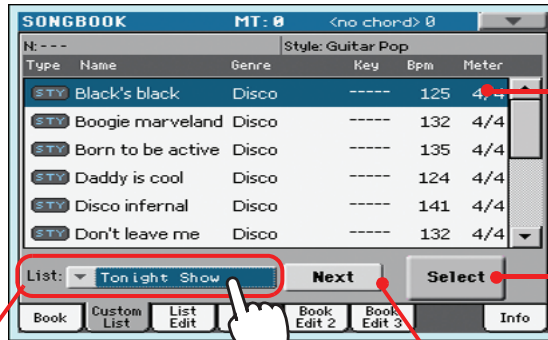 SONGBOOK MT: 0 <no chord> 0
N:--- Style: Guitar Pop
Type Name Genre Key Bpm Meter
STY Black's black Disco ----- 125 4/4
STY Boogie marveland Disco ----- 132 4/4
STY Born to be active Disco ----- 135 4/4
STY Daddy is cool Disco ----- 124 4/4
STY Disco infernal Disco ----- 141 4/4
STY Don't leave me Disco ----- 132 4/4
List: Tonight Show Next Select
Book Custom List List Edit Book Edit 2 Book Edit 3 Info